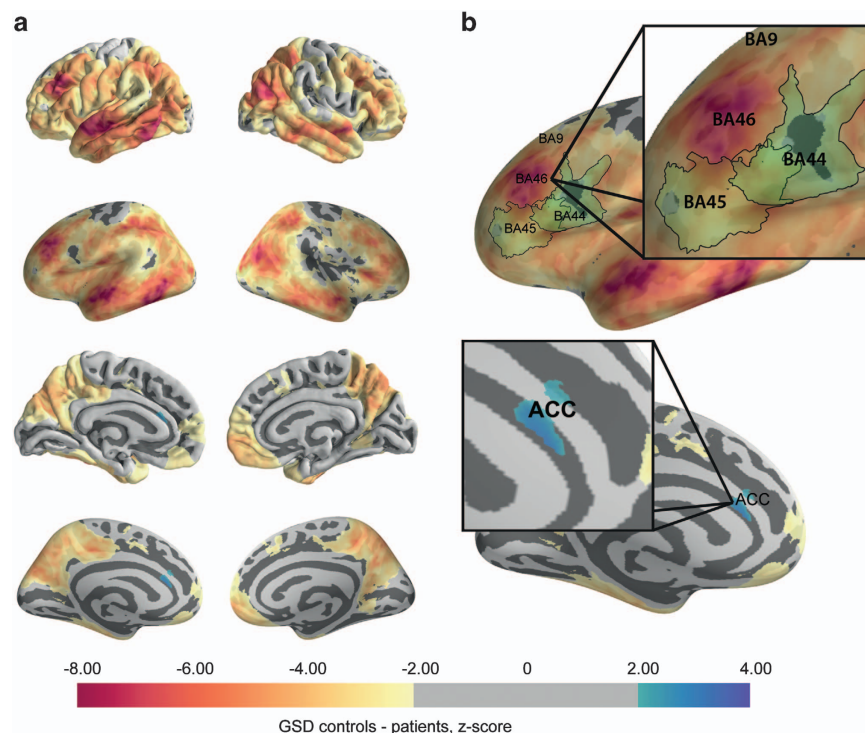 a
b
BA9
BA46
BA44
BA45
BA9
BA46
BA44
BA45
ACC
ACC
-8.00 -6.00 -4.00 -2.00 0 2.00 4.00
GSD controls - patients, z-score